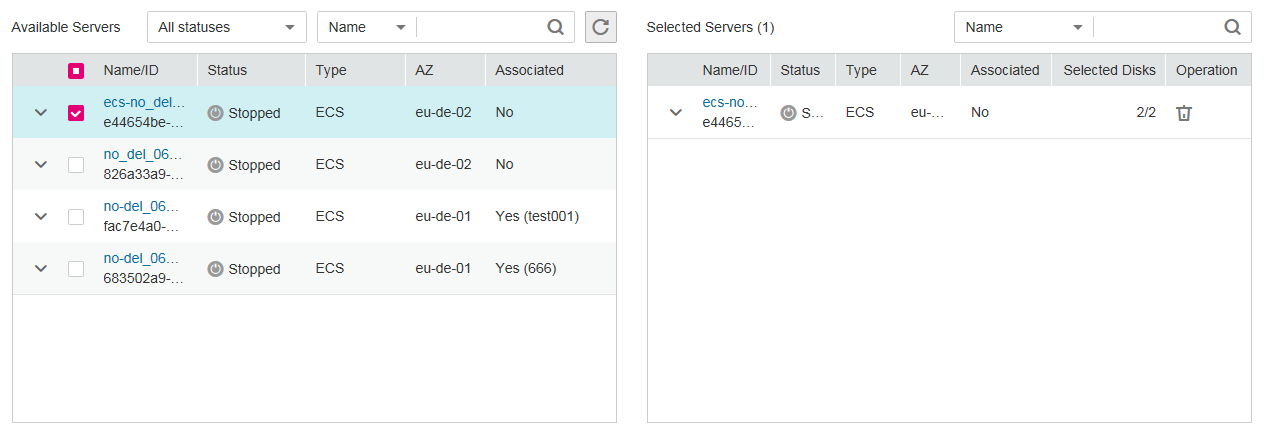 Available Servers All statuses Name
Name/ID Status Type AZ Associated
ecs-no_del...
e44654be-...
Stopped ECS eu-de-02 No
no_del_06...
826a33a9-...
Stopped ECS eu-de-02 No
no-del_06...
fac7e4a0-...
Stopped ECS eu-de-01 Yes (test001)
no-del_06...
683502a9-...
Stopped ECS eu-de-01 Yes (666)
Selected Servers (1) Name
Name/ID Status Type AZ Associated Selected Disks Operation
ecs-no...
e4465...
S... ECS eu-... No 2/2